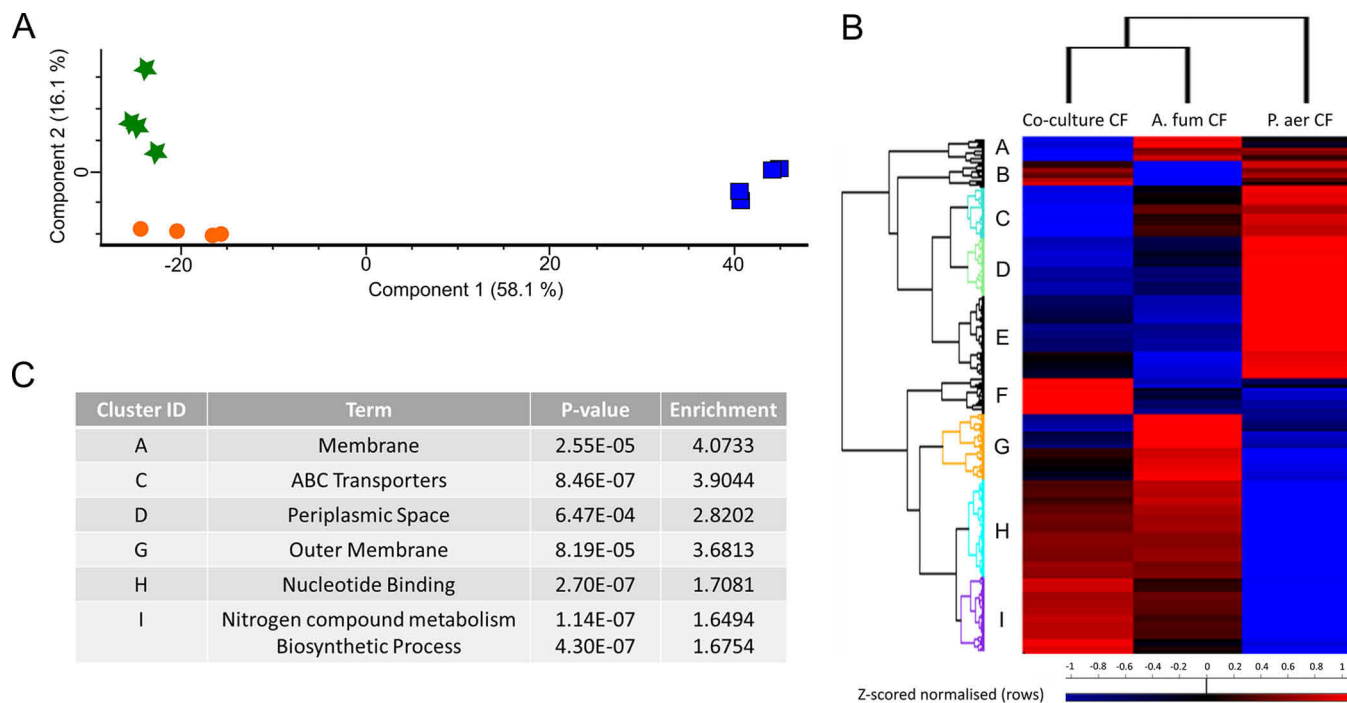 A
Component 2 (16.1 %)
0
-20 0 20 40
Component 1 (58.1 %)
B
Co-culture CF A. fum CF P. aer CF
A
B
C
D
E
F
G
H
I
-1 -0.8 -0.6 -0.4 -0.2 0 0.2 0.4 0.6 0.8 1
Z-scored normalised (rows)
C
Cluster ID Term P-value Enrichment
A Membrane 2.55E-05 4.0733
C ABC Transporters 8.46E-07 3.9044
D Periplasmic Space 6.47E-04 2.8202
G Outer Membrane 8.19E-05 3.6813
H Nucleotide Binding 2.70E-07 1.7081
I Nitrogen compound metabolism 1.14E-07 1.6494
Biosynthetic Process 4.30E-07 1.6754